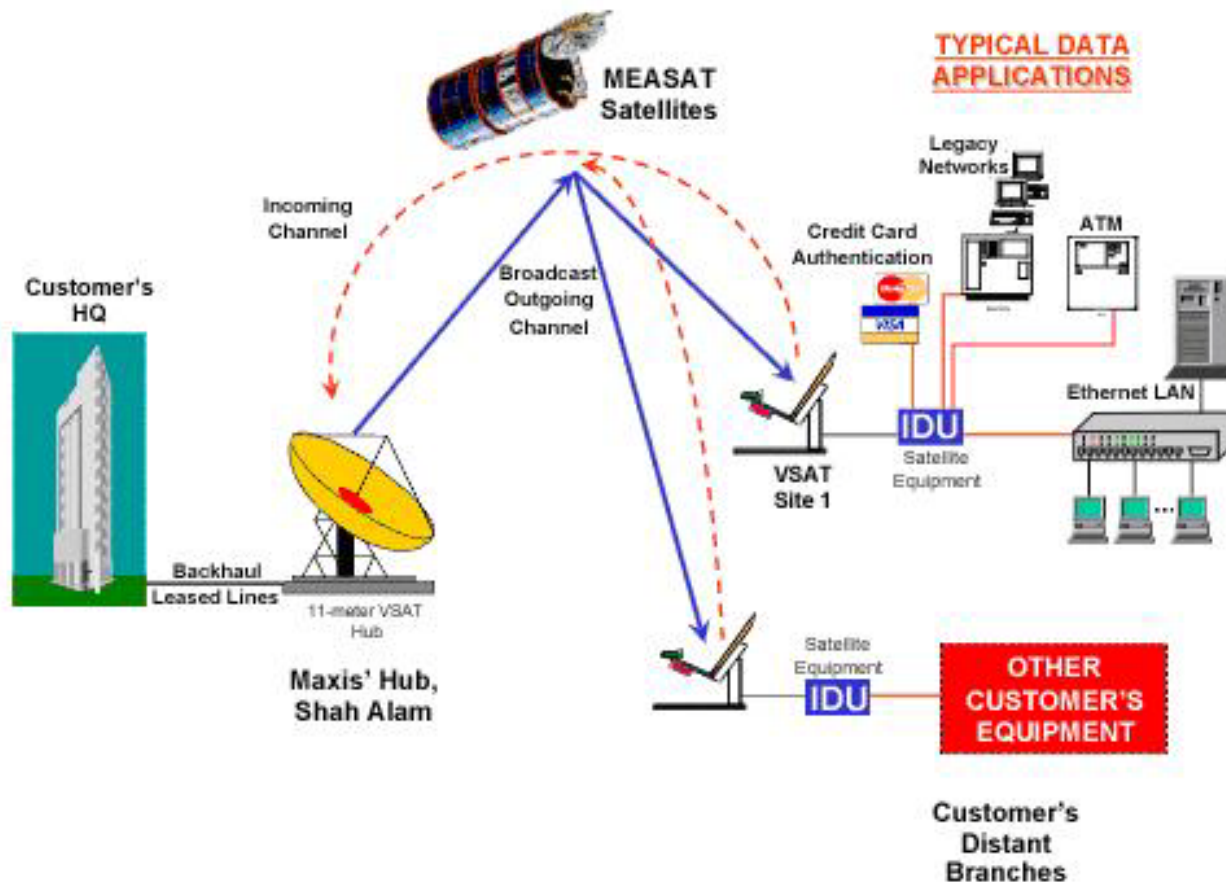 TYPICAL DATA
APPLICATIONS
MEASAT
Satellites
Legacy
Networks
Incoming
Channel
Credit Card
Authentication
ATM
VISA
Broadcast
Outgoing
Channel
Customer's
HQ
Ethernet LAN
IDU
Satellite
Equipment
VSAT
Site 1
...
Backhaul
Leased Lines
11-meter VSAT
Hub
Maxis' Hub,
Shah Alam
Satellite
Equipment
IDU
OTHER
CUSTOMER'S
EQUIPMENT
Customer's
Distant
Branches